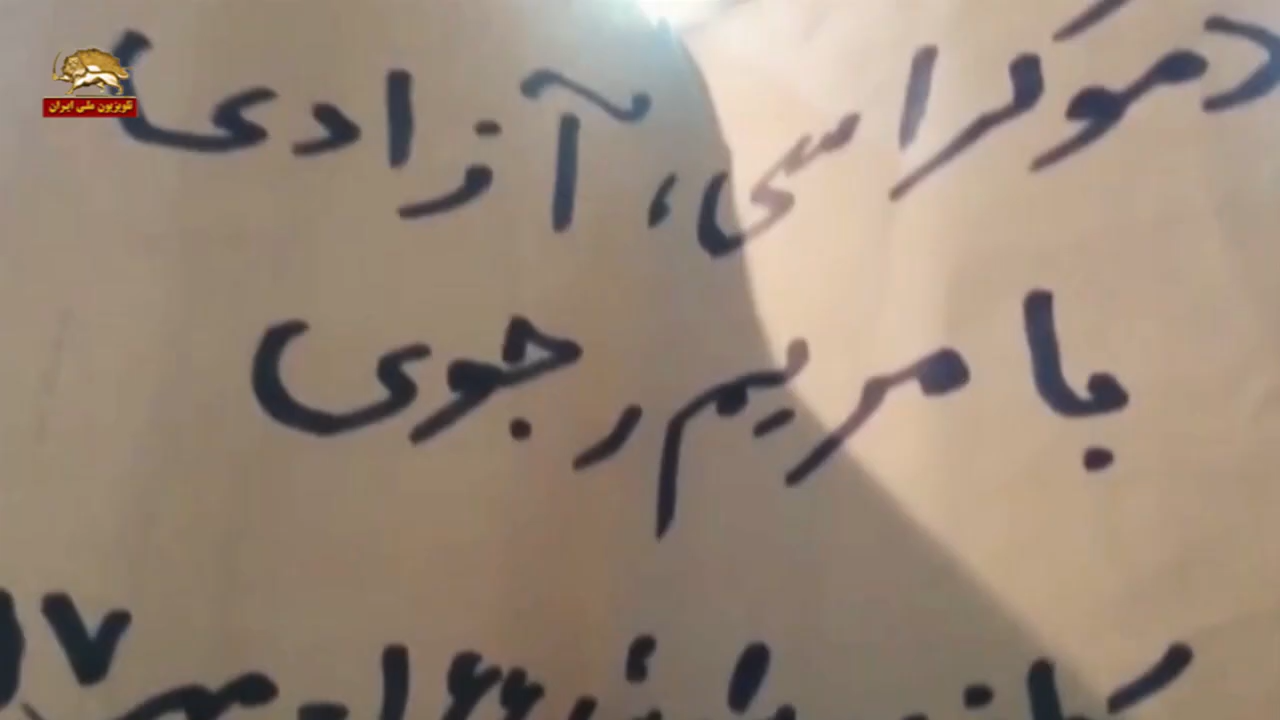 تلویزیون ملی ایران
دموکراسی، آزادی
با مریم رجوی